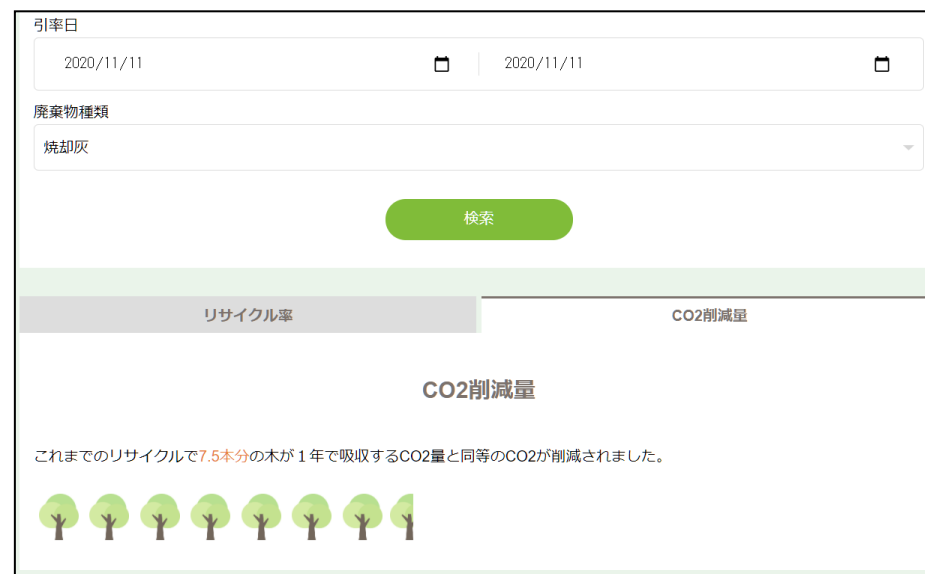 引率日
2020/11/11 2020/11/11
廃棄物種類
焼却灰
検索
リサイクル率 CO2削減量
CO2削減量
これまでのリサイクルで7.5本分の木が１年で吸収するCO2量と同等のCO2が削減されました。